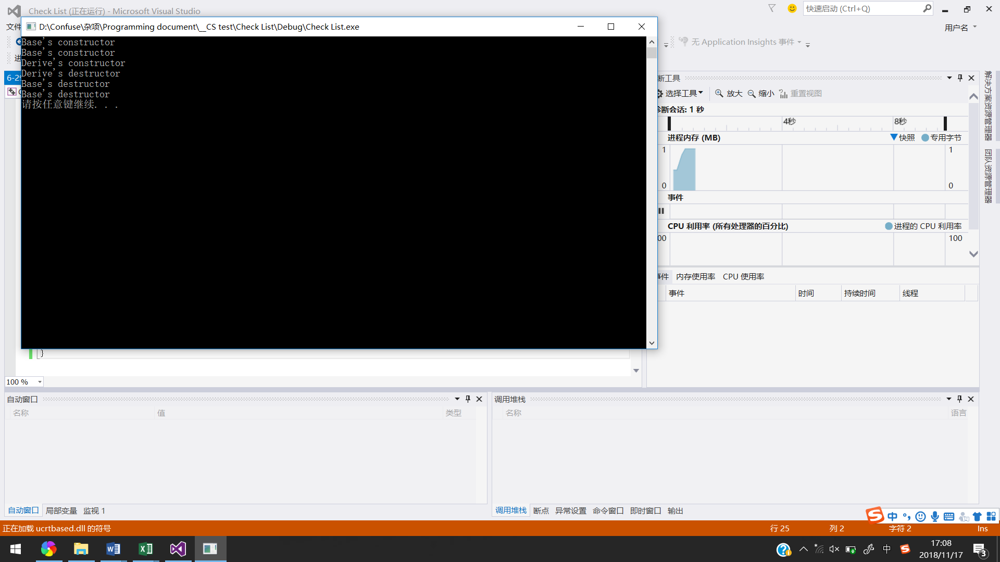 Check List (正在运行) - Microsoft Visual Studio
快速启动 (Ctrl+Q)
文件
用户名
D:\Confuse\杂项\Programming document\__CS test\Check List\Debug\Check List.exe
无 Application Insights 事件
Base's constructor
Base's constructor
Derive's constructor
Derive's destructor
Base's destructor
Base's destructor
请按任意键继续. . .
进
6-29
断工具
选择工具
放大
缩小
重置视图
诊断会话: 1 秒
4秒
8秒
进程内存 (MB)
快照
专用字节
1
1
0
0
事件
CPU 利用率 (所有处理器的百分比)
进程的 CPU 利用率
00
100
事件
内存使用率
CPU 使用率
事件
时间
持续时间
线程
解决方案资源管理器
团队资源管理器
}
100 %
自动窗口
名称
值
类型
调用堆栈
名称
语言
自动窗口
局部变量
监视 1
调用堆栈
断点
异常设置
命令窗口
即时窗口
输出
中
正在加载 ucrtbased.dll 的符号
行 25
列 2
字符 2
Ins
中
17:08
2018/11/17
3